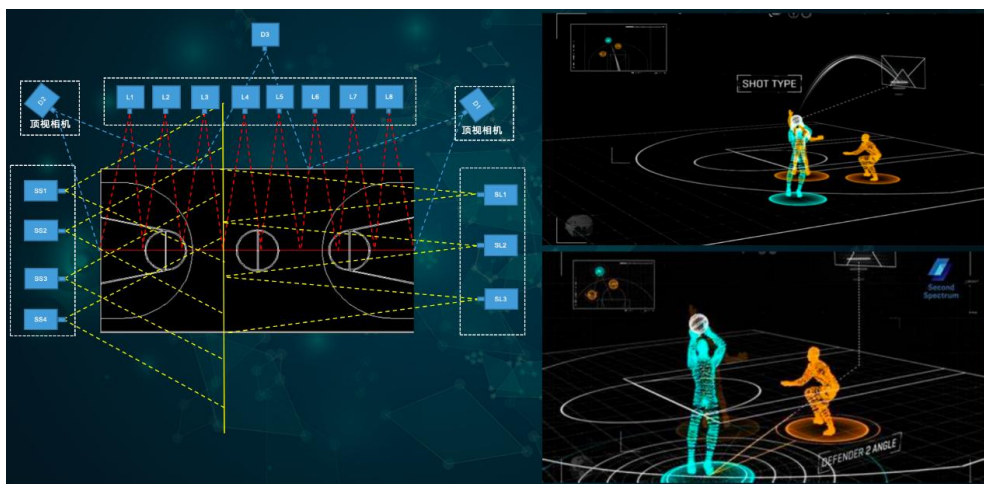 D3
D2
顶视相机
L1
L2
L3
L4
L5
L6
L7
L8
D1
顶视相机
SS1
SS2
SS3
SS4
SL1
SL2
SL3
SHOT TYPE
Second
Spectrum
DEFENDER 2 ANGLE